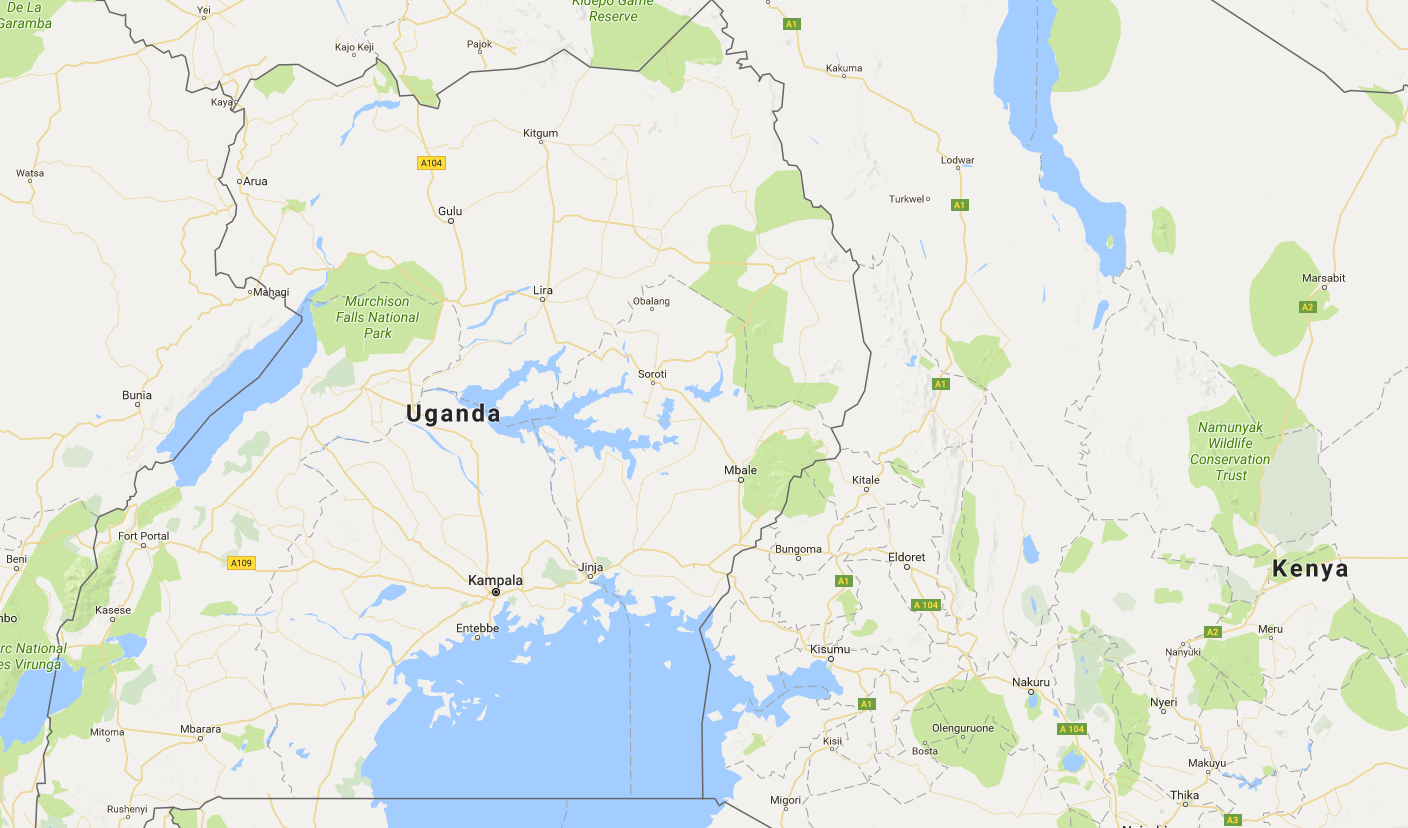 De La
Garamba
Yei
Kajo Keji
Pajok
Kidepo Game
Reserve
A1
Kakuma
Kaya
Kitgum
A104
Lodwar
Watsa
Arua
Turkwel
A1
Gulu
Mahagi
Murchison
Falls National
Park
Lira
Obalang
Marsabit
A2
Bunia
Soroti
A1
Uganda
Namunyak
Wildlife
Conservation
Trust
Mbale
Kitale
Fort Portal
Beni
A109
Bungoma
Eldoret
Kampala
Jinja
A1
Kenya
Kasese
A 104
mbo
Entebbe
A2
Meru
rc National
es Virunga
Kisumu
Nanyuki
Nakuru
A1
Nyeri
Mitoma
Mbarara
Kisii
Olenguruone
Bosta
A 104
Makuyu
Rushenyi
Migori
Thika
A3